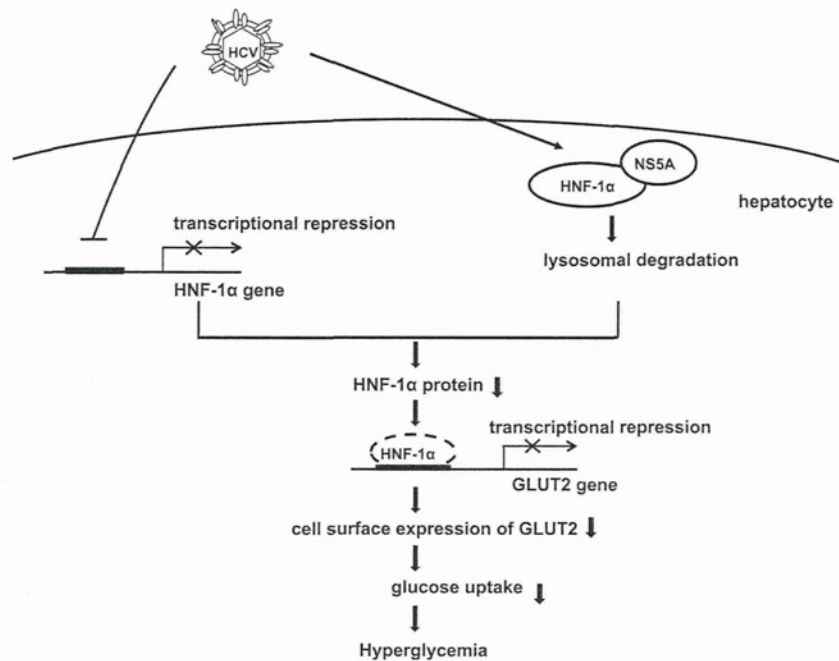 HCV
NS5A
HNF-1α
hepatocyte
transcriptional repression
lysosomal degradation
HNF-1α gene
HNF-1α protein
transcriptional repression
HNF-1α
GLUT2 gene
cell surface expression of GLUT2
glucose uptake
Hyperglycemia